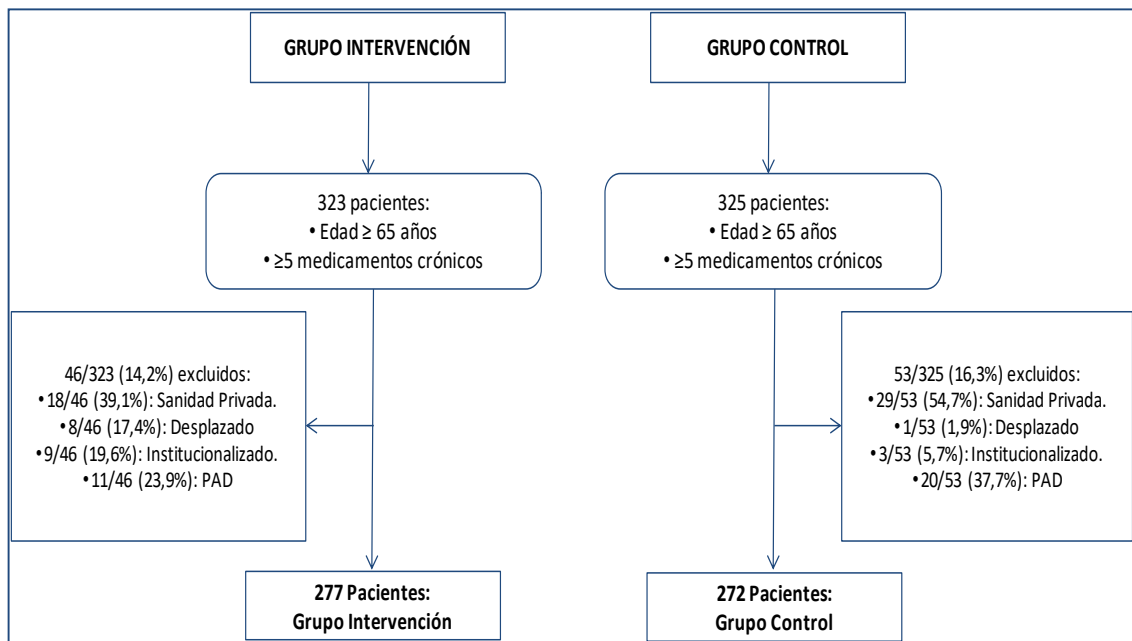 GRUPO INTERVENCIÓN
GRUPO CONTROL
323 pacientes:
• Edad ≥ 65 años
• ≥5 medicamentos crónicos
325 pacientes:
• Edad ≥ 65 años
• ≥5 medicamentos crónicos
46/323 (14,2%) excluidos:
•18/46 (39,1%): Sanidad Privada.
•8/46 (17,4%): Desplazado
•9/46 (19,6%): Institucionalizado.
•11/46 (23,9%): PAD
53/325 (16,3%) excluidos:
•29/53 (54,7%): Sanidad Privada.
•1/53 (1,9%): Desplazado
•3/53 (5,7%): Institucionalizado.
•20/53 (37,7%): PAD
277 Pacientes:
Grupo Intervención
272 Pacientes:
Grupo Control